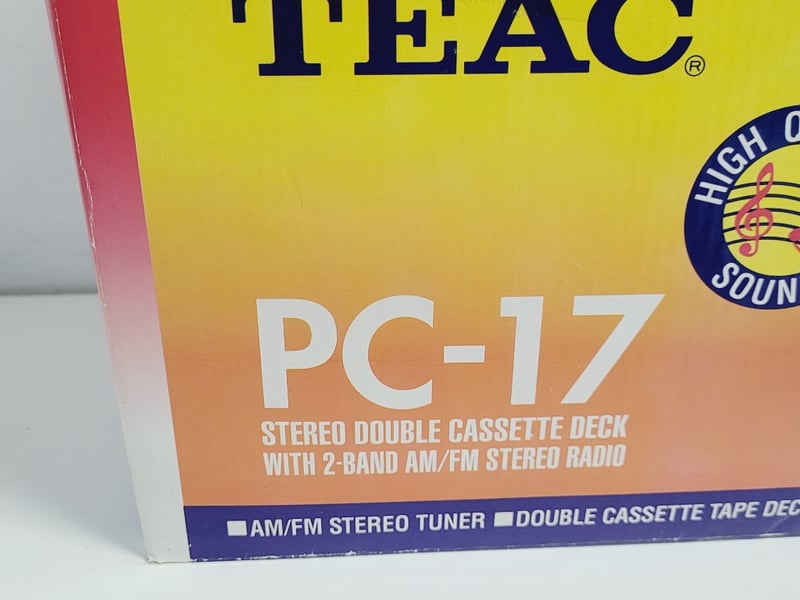 TEAC®
HIGH
SOUN
PC-17
STEREO DOUBLE CASSETTE DECK
WITH 2-BAND AM/FM STEREO RADIO
AM/FM STEREO TUNER DOUBLE CASSETTE TAPE DEC